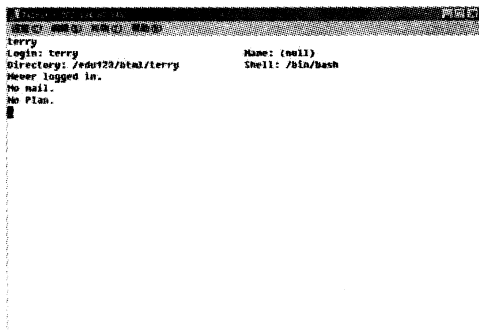 terry
Login: terry Name: (null)
Directory: /edu123/html/terry Shell: /bin/bash
Never logged in.
No mail.
No Plan.